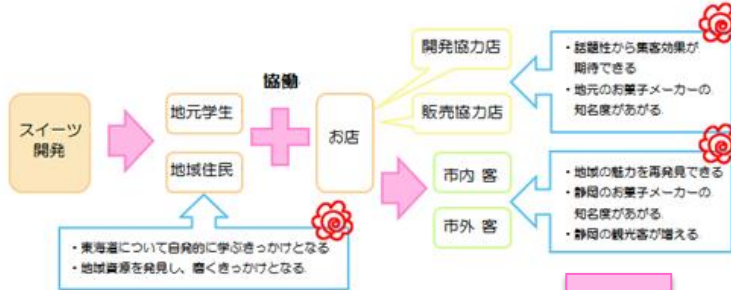 スイーツ
開発
地元学生
地域住民
協働
お店
開発協力店
販売協力店
市内 客
市外 客
・話題性から集客効果が
期待できる
・地元のお菓子メーカーの
知名度があがる
・地域の魅力を再発見できる
・静岡のお菓子メーカーの
知名度があがる
・静岡の観光客が増える
・東海道について自発的に学ぶきっかけとなる
・地域資源を発見し、磨くきっかけとなる